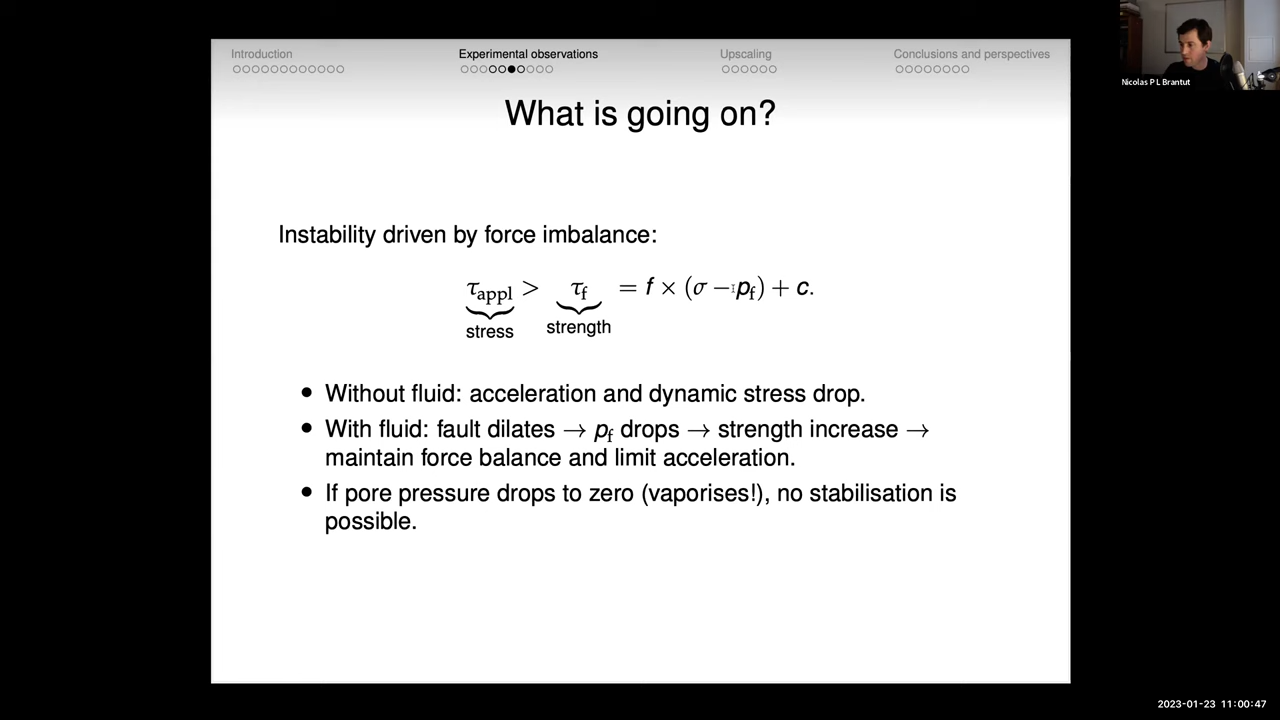 Introduction
Experimental observations
Upscaling
Conclusions and perspectives
Nicolas P L Brantut
What is going on?
Instability driven by force imbalance:
τappl > τf = f × (σ − pf) + c.
stress
strength
• Without fluid: acceleration and dynamic stress drop.
• With fluid: fault dilates → pf drops → strength increase →
maintain force balance and limit acceleration.
• If pore pressure drops to zero (vaporises!), no stabilisation is
possible.
2023-01-23 11:00:47